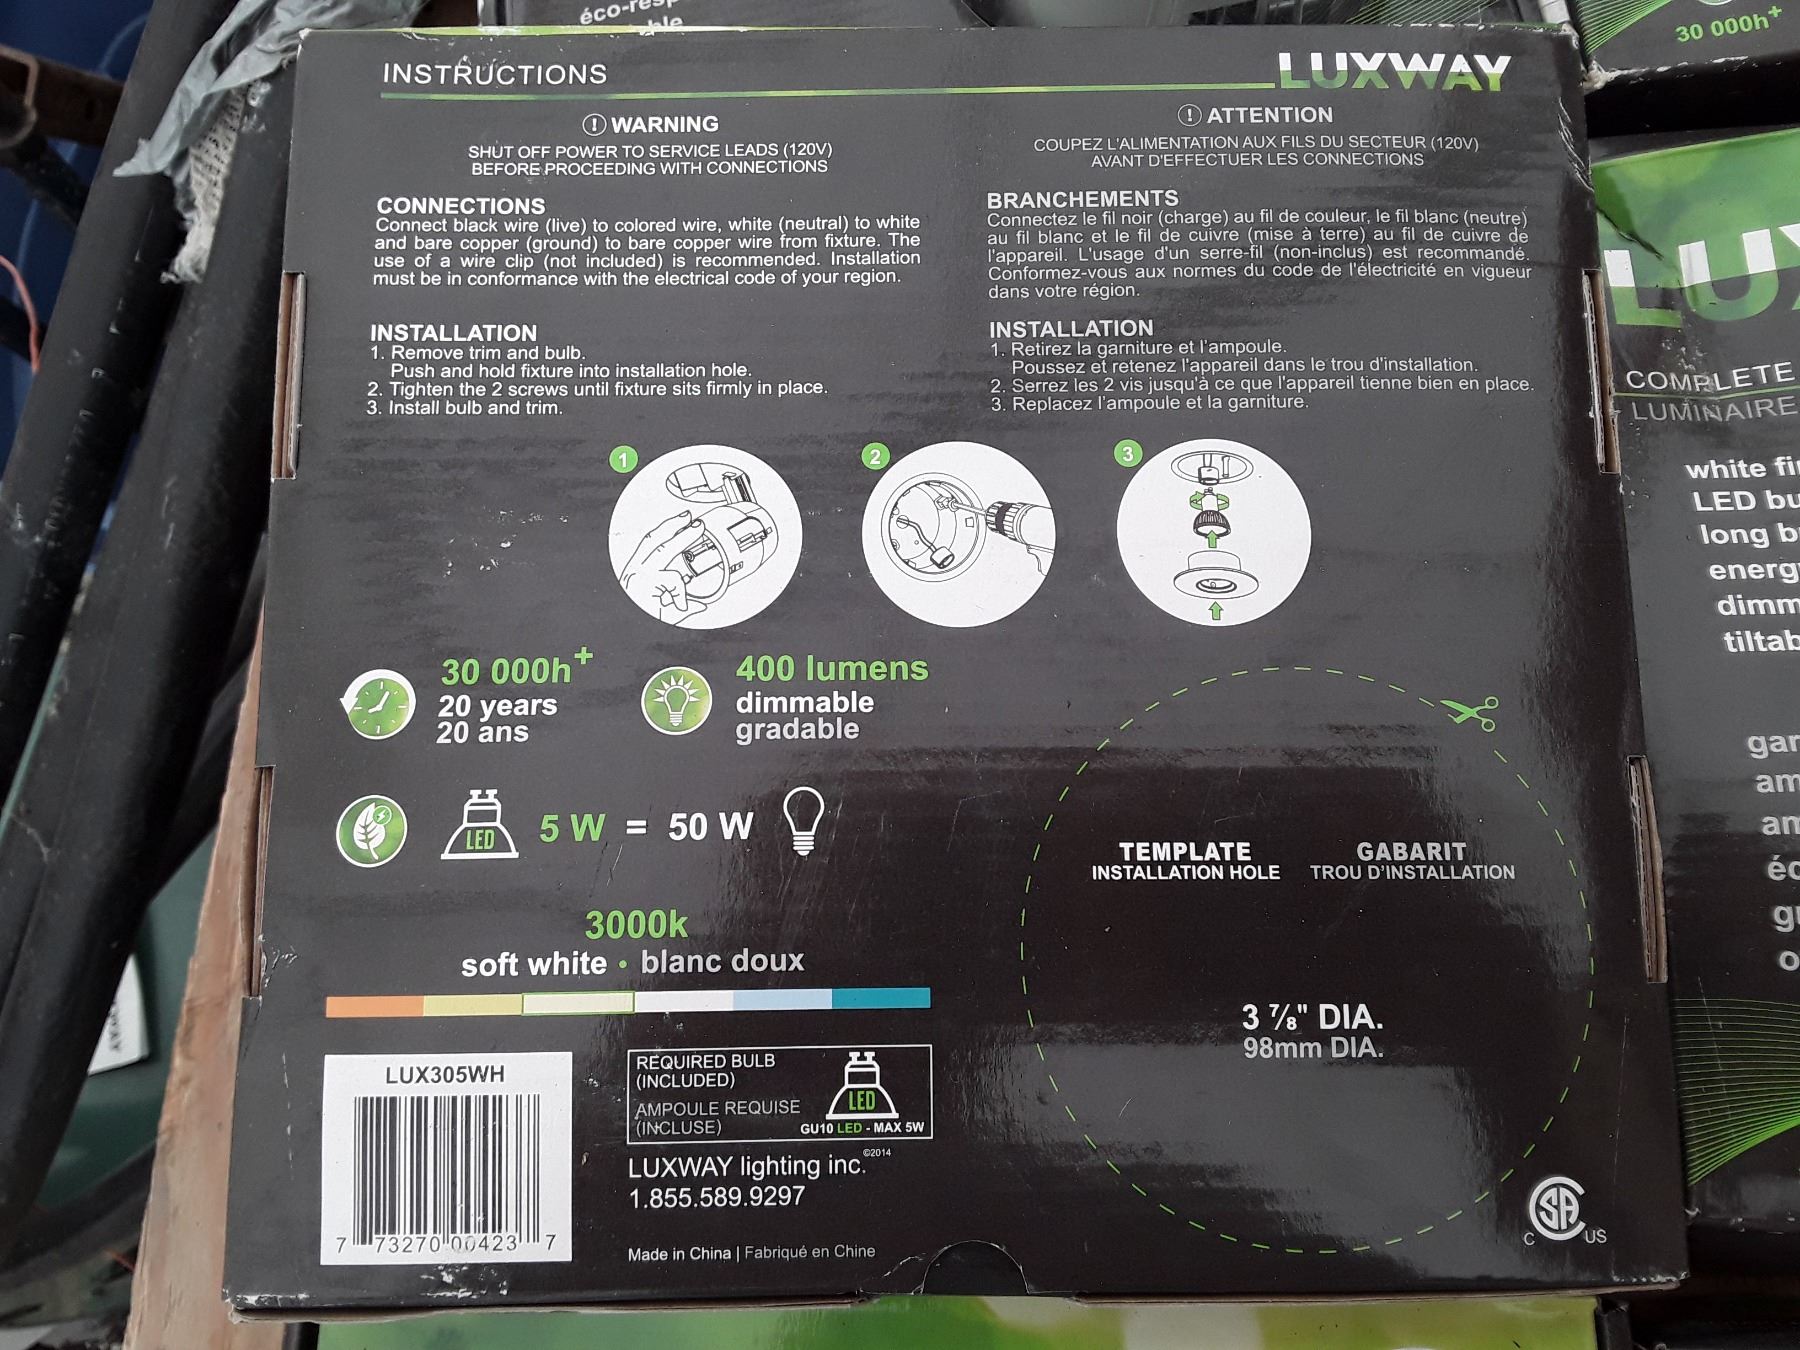 éco-resp
ble
30 000h+
INSTRUCTIONS
LUXWAY
! WARNING
SHUT OFF POWER TO SERVICE LEADS (120V)
BEFORE PROCEEDING WITH CONNECTIONS
CONNECTIONS
Connect black wire (live) to colored wire, white (neutral) to white
and bare copper (ground) to bare copper wire from fixture. The
use of a wire clip (not included) is recommended. Installation
must be in conformance with the electrical code of your region.
INSTALLATION
1. Remove trim and bulb.
Push and hold fixture into installation hole.
2. Tighten the 2 screws until fixture sits firmly in place.
3. Install bulb and trim.
! ATTENTION
COUPEZ L'ALIMENTATION AUX FILS DU SECTEUR (120V)
AVANT D'EFFECTUER LES CONNECTIONS
BRANCHEMENTS
Connectez le fil noir (charge) au fil de couleur, le fil blanc (neutre)
au fil blanc et le fil de cuivre (mise à terre) au fil de cuivre de
l'appareil. L'usage d'un serre-fil (non-inclus) est recommandé.
Conformez-vous aux normes du code de l'électricité en vigueur
dans votre région.
INSTALLATION
1. Retirez la garniture et l'ampoule.
Poussez et retenez l'appareil dans le trou d'installation.
2. Serrez les 2 vis jusqu'à ce que l'appareil tienne bien en place.
3. Replacez l'ampoule et la garniture.
1
2
3
30 000h+
20 years
20 ans
400 lumens
dimmable
gradable
LED
5 W = 50 W
3000k
soft white • blanc doux
TEMPLATE
INSTALLATION HOLE
GABARIT
TROU D'INSTALLATION
3 7/8" DIA.
98mm DIA.
LUX305WH
7 73270 00423 7
REQUIRED BULB
(INCLUDED)
AMPOULE REQUISE
(INCLUSE)
LED
GU10 LED - MAX 5W
LUXWAY lighting inc.©2014
1.855.589.9297
Made in China | Fabriqué en Chine
CSA
C US
LUX
COMPLETE
LUMINAIRE
white fi
LED bu
long b
energ
dimm
tiltab
gar
am
am
éc
g
o